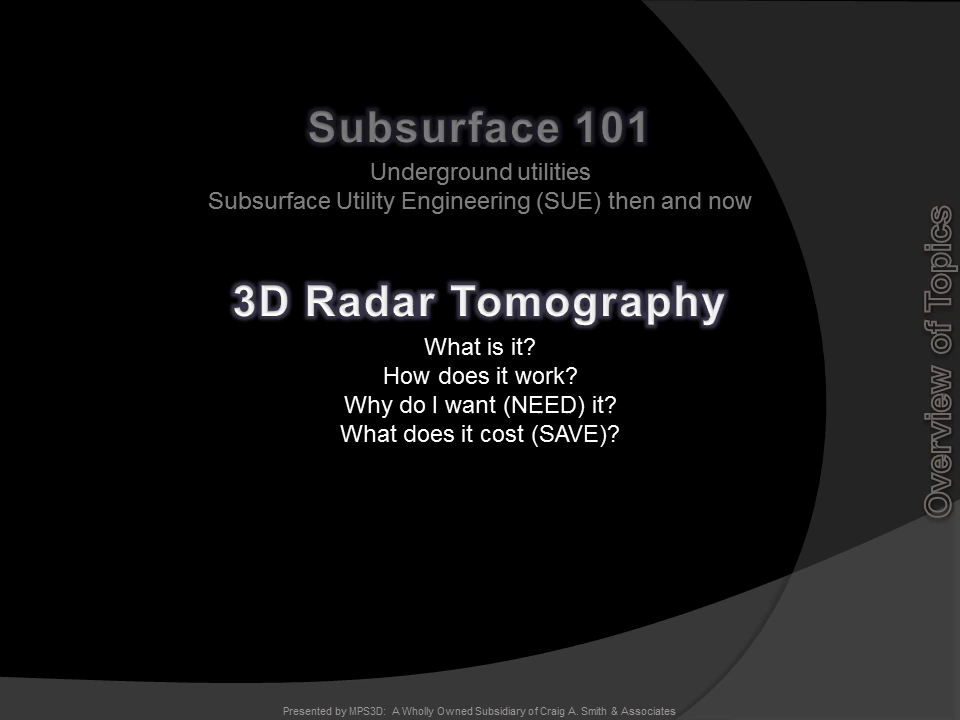 Subsurface 101
Underground utilities
Subsurface Utility Engineering (SUE) then and now
3D Radar Tomography
What is it?
How does it work?
Why do I want (NEED) it?
What does it cost (SAVE)?
Overview of Topics
Presented by MPS3D: A Wholly Owned Subsidiary of Craig A. Smith & Associates